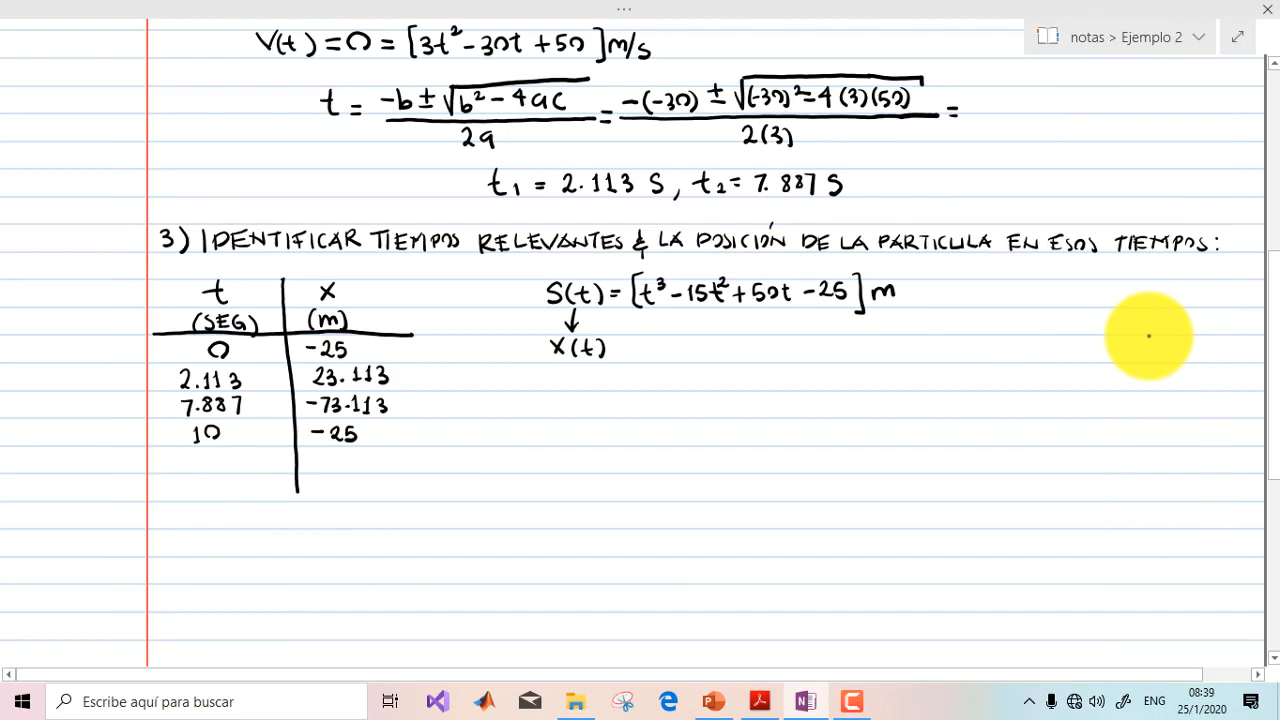 notas > Ejemplo 2
V(t) = 0 = [3t² - 30t + 50] m/s
t = (-b ± √(b² - 4ac)) / 2a = (-(-30) ± √((-30)² - 4(3)(50))) / 2(3) =
t₁ = 2.113 S, t₂ = 7.887 S
3) IDENTIFICAR TIEMPOS RELEVANTES & LA POSICIÓN DE LA PARTICULA EN ESOS TIEMPOS:
t x
(SEG) (m)
S(t) = [t³ - 15t² + 50t - 25] m
X(t)
0 -25
2.113 23.113
7.887 -73.113
10 -25
Escribe aquí para buscar
ENG
08:39
25/1/2020